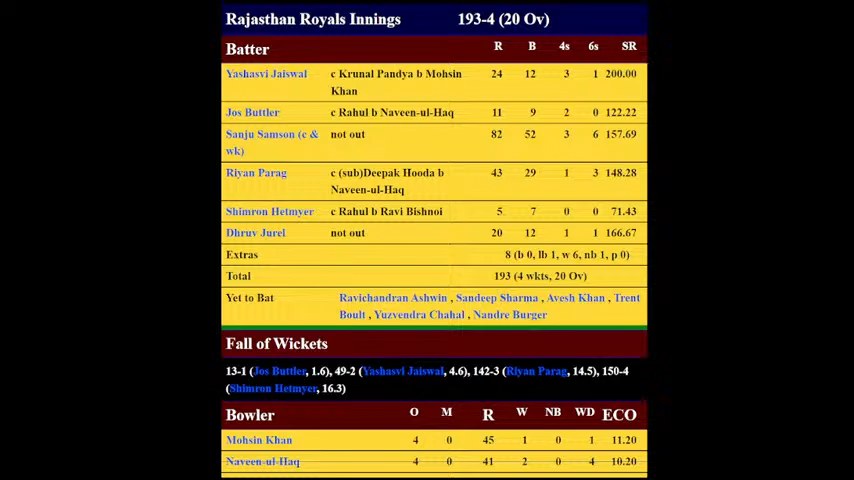 Rajasthan Royals Innings 193-4 (20 Ov)
Batter R B 4s 6s SR
Yashasvi Jaiswal c Krunal Pandya b Mohsin 24 12 3 1 200.00
Khan
Jos Buttler c Rahul b Naveen-ul-Haq 11 9 2 0 122.22
Sanju Samson (c & not out 82 52 3 6 157.69
wk)
Riyan Parag c (sub)Deepak Hooda b 43 29 1 3 148.28
Naveen-ul-Haq
Shimron Hetmyer c Rahul b Ravi Bishnoi 5 7 0 0 71.43
Dhruv Jurel not out 20 12 1 1 166.67
Extras 8 (b 0, lb 1, w 6, nb 1, p 0)
Total 193 (4 wkts, 20 Ov)
Yet to Bat Ravichandran Ashwin , Sandeep Sharma , Avesh Khan , Trent
Boult , Yuzvendra Chahal , Nandre Burger
Fall of Wickets
13-1 (Jos Buttler, 1.6), 49-2 (Yashasvi Jaiswal, 4.6), 142-3 (Riyan Parag, 14.5), 150-4
(Shimron Hetmyer, 16.3)
Bowler O M R W NB WD ECO
Mohsin Khan 4 0 45 1 0 1 11.20
Naveen-ul-Haq 4 0 41 2 0 4 10.20